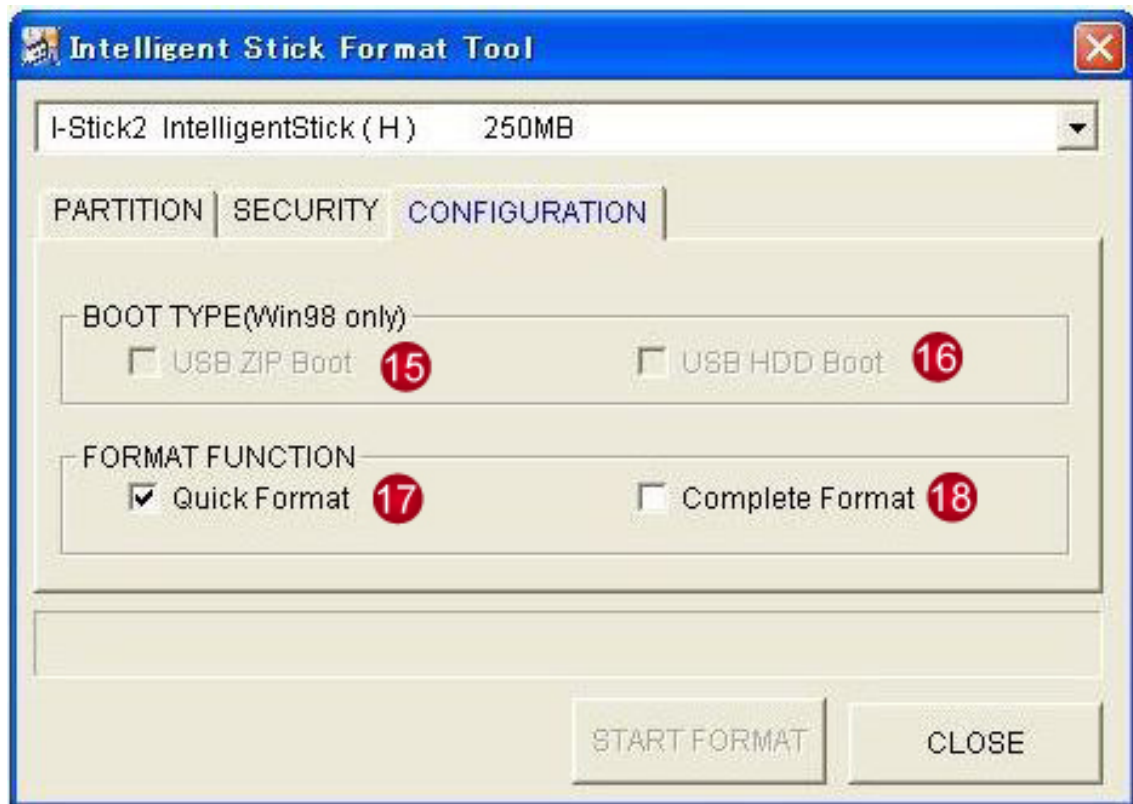 Intelligent Stick Format Tool
I-Stick2 IntelligentStick ( H ) 250MB
PARTITION SECURITY CONFIGURATION
BOOT TYPE(Win98 only)
USB ZIP Boot 15 USB HDD Boot 16
FORMAT FUNCTION
Quick Format 17 Complete Format 18
START FORMAT CLOSE